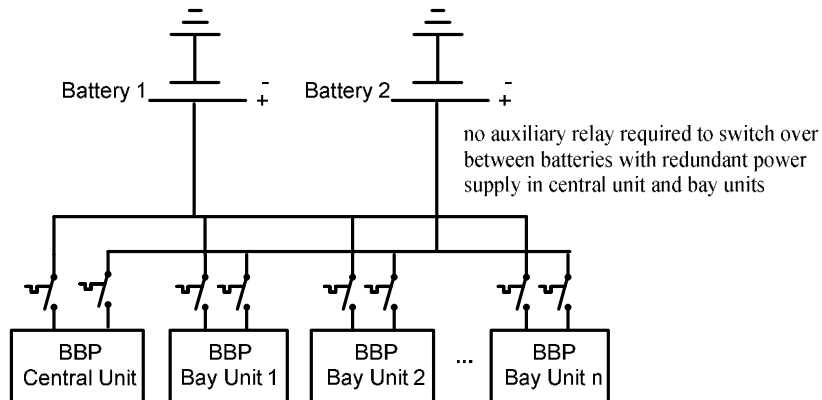 Battery 1
-
+
Battery 2
-
+
no auxiliary relay required to switch over
between batteries with redundant power
supply in central unit and bay units
BBP
Central Unit
BBP
Bay Unit 1
BBP
Bay Unit 2
...
BBP
Bay Unit n